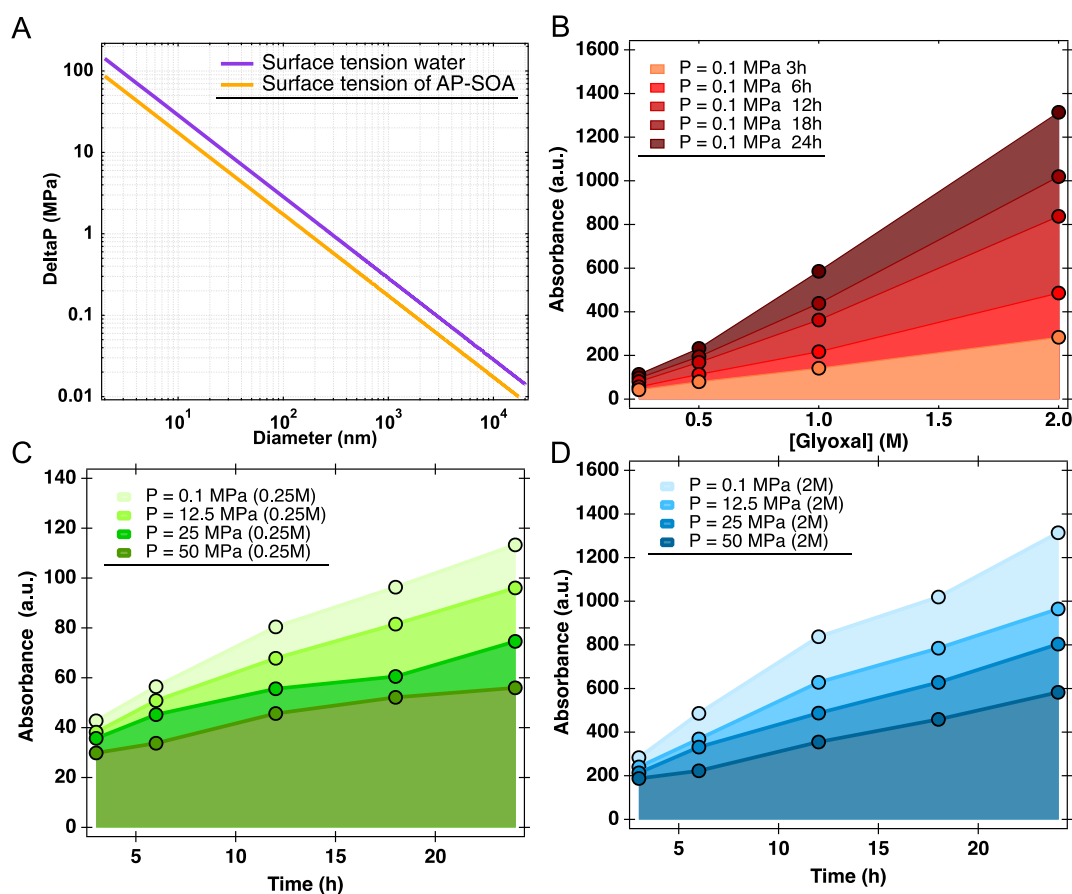 A
DeltaP (MPa)
100
10
1
0.1
0.01
Surface tension water
Surface tension of AP-SOA
10¹
10²
10³
10⁴
Diameter (nm)
B
Absorbance (a.u.)
1600
1400
1200
1000
800
600
400
200
0
P = 0.1 MPa 3h
P = 0.1 MPa 6h
P = 0.1 MPa 12h
P = 0.1 MPa 18h
P = 0.1 MPa 24h
0.5
1.0
1.5
2.0
[Glyoxal] (M)
C
Absorbance (a.u.)
140
120
100
80
60
40
20
0
P = 0.1 MPa (0.25M)
P = 12.5 MPa (0.25M)
P = 25 MPa (0.25M)
P = 50 MPa (0.25M)
5
10
15
20
Time (h)
D
Absorbance (a.u.)
1600
1400
1200
1000
800
600
400
200
0
P = 0.1 MPa (2M)
P = 12.5 MPa (2M)
P = 25 MPa (2M)
P = 50 MPa (2M)
5
10
15
20
Time (h)